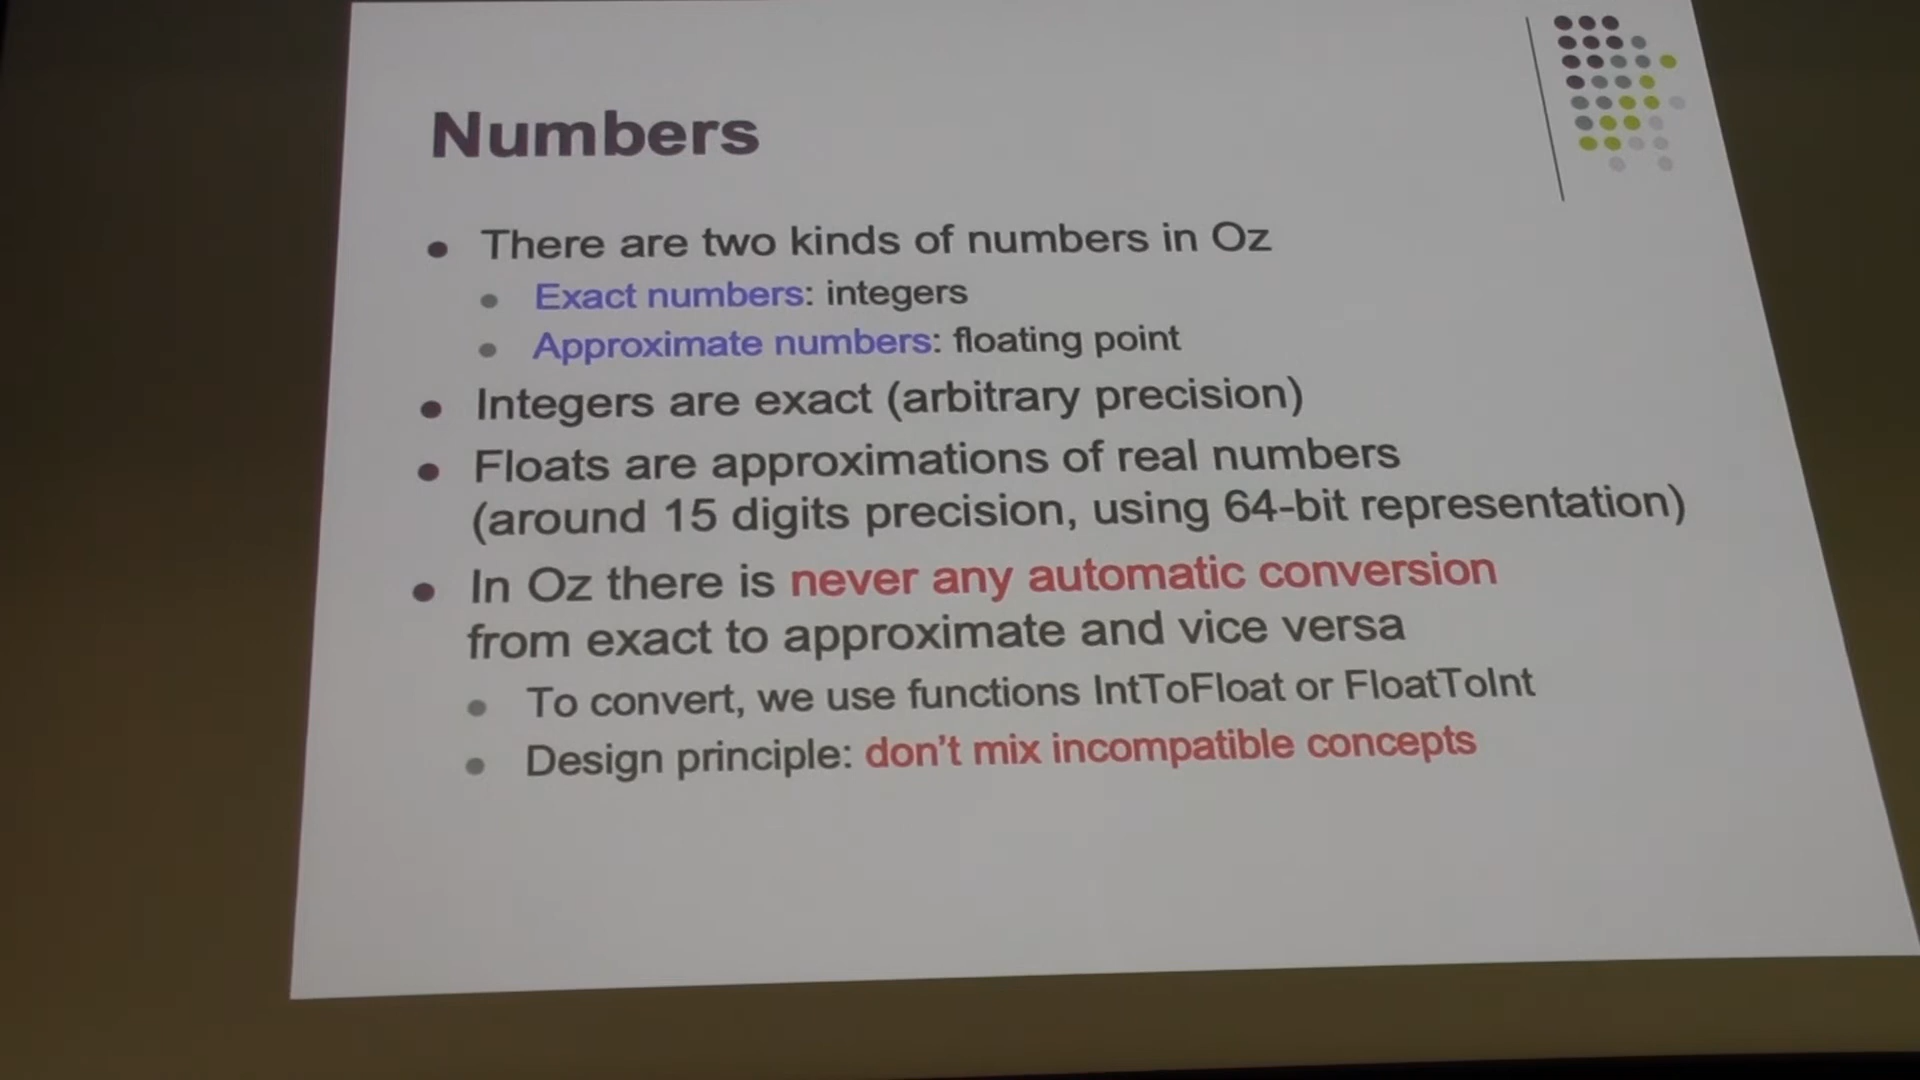 Numbers
There are two kinds of numbers in Oz
Exact numbers: integers
Approximate numbers: floating point
Integers are exact (arbitrary precision)
Floats are approximations of real numbers
(around 15 digits precision, using 64-bit representation)
In Oz there is never any automatic conversion
from exact to approximate and vice versa
To convert, we use functions IntToFloat or FloatToInt
Design principle: don't mix incompatible concepts